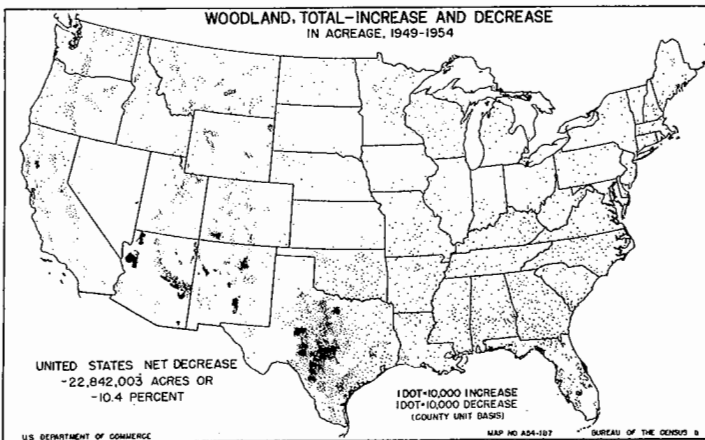 WOODLAND, TOTAL-INCREASE AND DECREASE
IN ACREAGE, 1949-1954
UNITED STATES NET DECREASE
-22,842,003 ACRES OR
-10.4 PERCENT
1 DOT=10,000 INCREASE
1 DOT=10,000 DECREASE
(COUNTY UNIT BASIS)
U.S. DEPARTMENT OF COMMERCE
MAP NO A54-187
BUREAU OF THE CENSUS